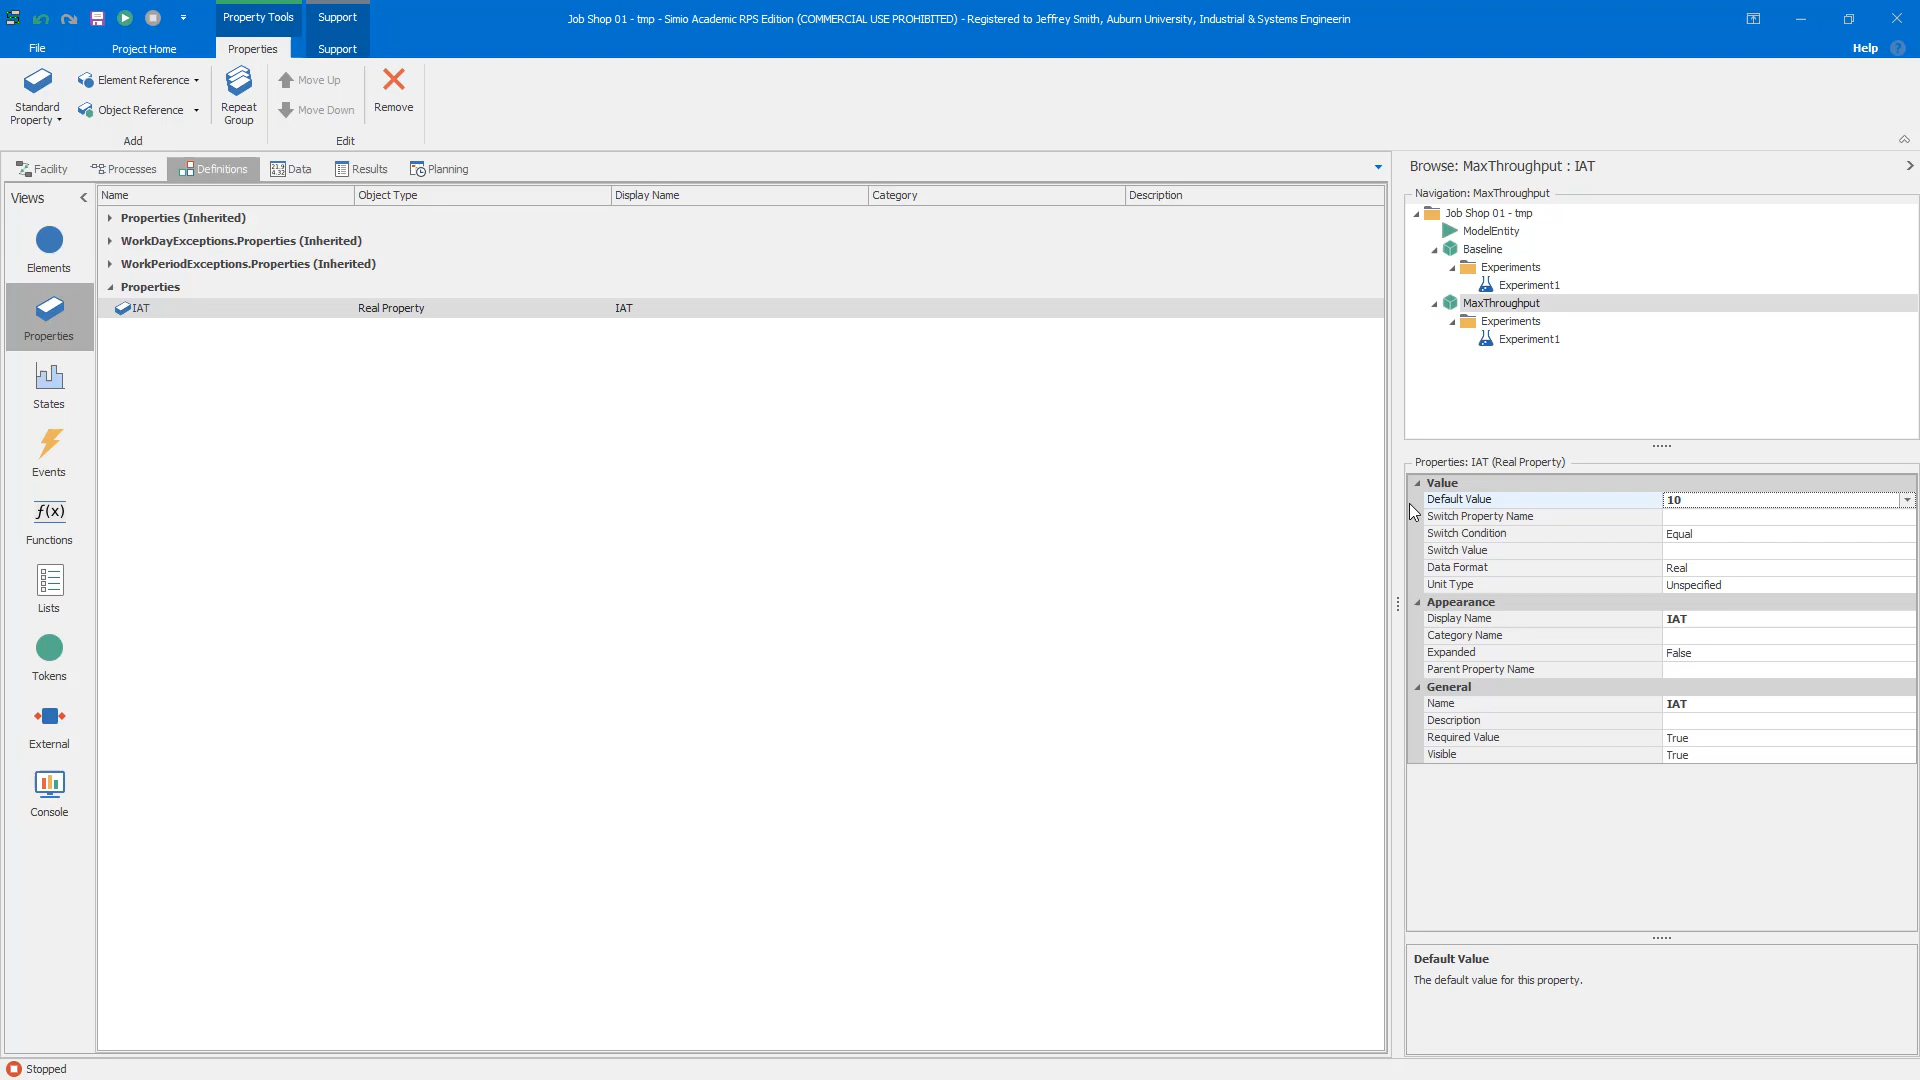 Property Tools
Support
Job Shop 01 - tmp - Simio Academic RPS Edition (COMMERCIAL USE PROHIBITED) - Registered to Jeffrey Smith, Auburn University, Industrial & Systems Engineerin
File
Project Home
Properties
Support
Help
?
Standard Property
Element Reference
Object Reference
Repeat Group
Move Up
Move Down
Remove
Add
Edit
Facility
Processes
Definitions
Data
Results
Planning
Views
Elements
Properties
States
Events
f(x)
Functions
Lists
Tokens
External
Console
Name
Object Type
Display Name
Category
Description
Properties (Inherited)
WorkDayExceptions.Properties (Inherited)
WorkPeriodExceptions.Properties (Inherited)
Properties
IAT
Real Property
IAT
Browse: MaxThroughput : IAT
Navigation: MaxThroughput
Job Shop 01 - tmp
ModelEntity
Baseline
Experiments
Experiment1
MaxThroughput
Experiments
Experiment1
Properties: IAT (Real Property)
Value
Default Value 10
Switch Property Name
Switch Condition Equal
Switch Value
Data Format Real
Unit Type Unspecified
Appearance
Display Name IAT
Category Name
Expanded False
Parent Property Name
General
Name IAT
Description
Required Value True
Visible True
Default Value
The default value for this property.
Stopped